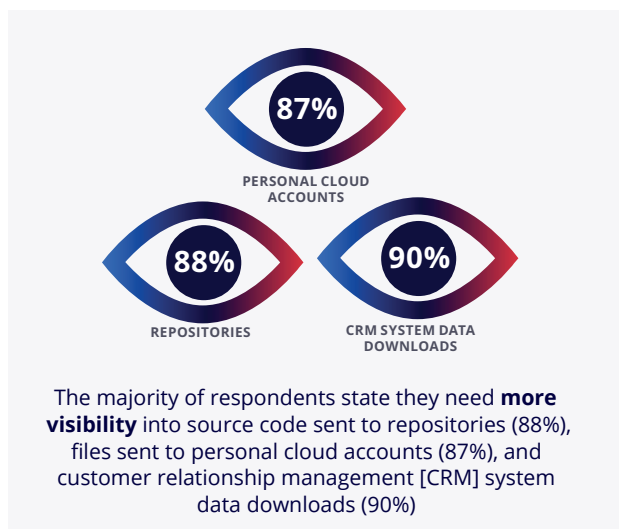 87%
PERSONAL CLOUD
ACCOUNTS
88%
REPOSITORIES
90%
CRM SYSTEM DATA
DOWNLOADS
The majority of respondents state they need more
visibility into source code sent to repositories (88%),
files sent to personal cloud accounts (87%), and
customer relationship management [CRM] system
data downloads (90%)